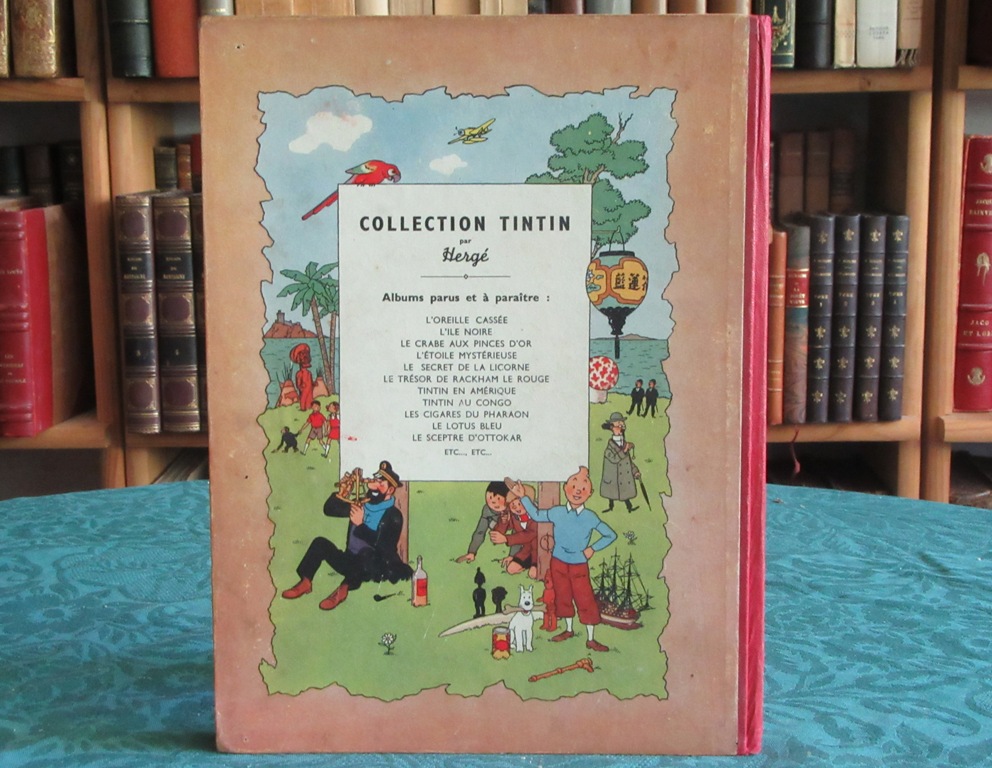 COLLECTION TINTIN
par
Hergé
Albums parus et à paraître :
L'OREILLE CASSÉE
L'ILE NOIRE
LE CRABE AUX PINCES D'OR
L'ÉTOILE MYSTÉRIEUSE
LE SECRET DE LA LICORNE
LE TRÉSOR DE RACKHAM LE ROUGE
TINTIN EN AMÉRIQUE
TINTIN AU CONGO
LES CIGARES DU PHARAON
LE LOTUS BLEU
LE SCEPTRE D'OTTOKAR
ETC..., ETC...